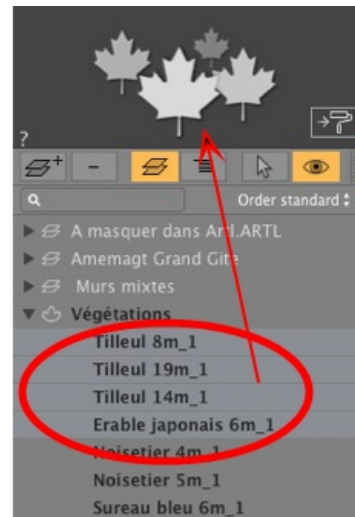 ?
Order standard
A masquer dans Artl.ARTL
Amemagt Grand Gite
Murs mixtes
Végétations
Tilleul 8m_1
Tilleul 19m_1
Tilleul 14m_1
Erable japonais 6m_1
Noisetier 4m_1
Noisetier 5m_1
Sureau bleu 6m_1